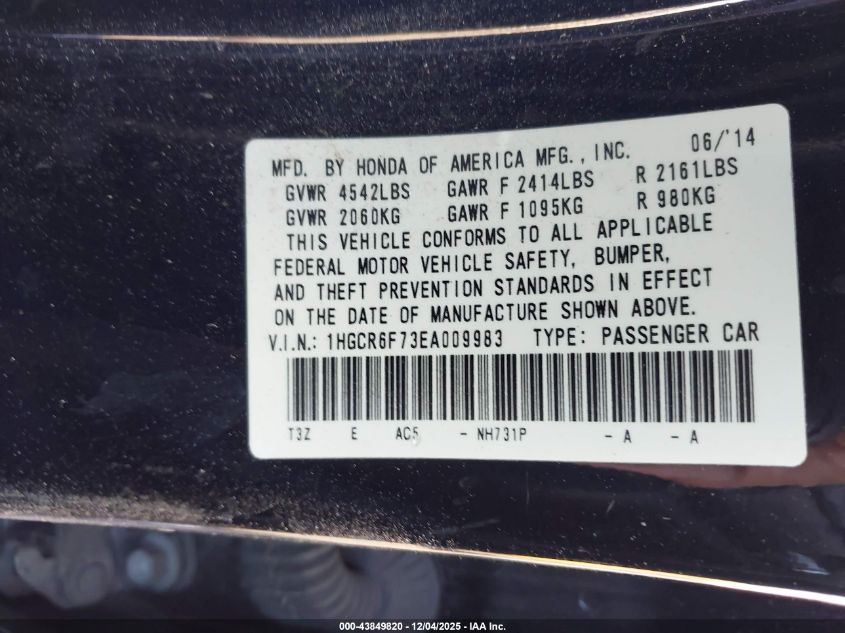 MFD. BY HONDA OF AMERICA MFG., INC. 06/'14
GVWR 4542LBS GAWR F 2414LBS R 2161LBS
GVWR 2060KG GAWR F 1095KG R 980KG
THIS VEHICLE CONFORMS TO ALL APPLICABLE
FEDERAL MOTOR VEHICLE SAFETY, BUMPER,
AND THEFT PREVENTION STANDARDS IN EFFECT
ON THE DATE OF MANUFACTURE SHOWN ABOVE.
V.I.N.: 1HGCR6F73EA009983 TYPE: PASSENGER CAR
T3Z E AC5 - NH731P - A - A
000-43849820 - 12/04/2025 - IAA Inc.